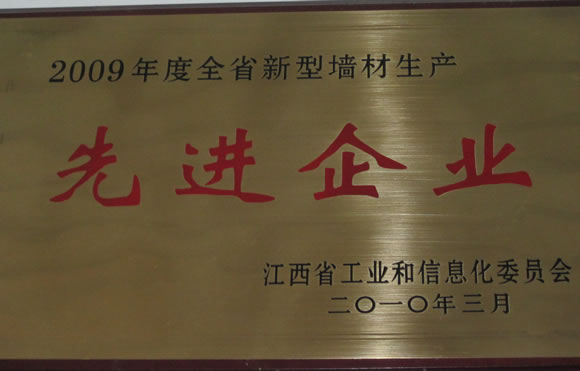 2009年度全省新型墙材生产
先进企业
江西省工业和信息化委员会
二〇一〇年三月